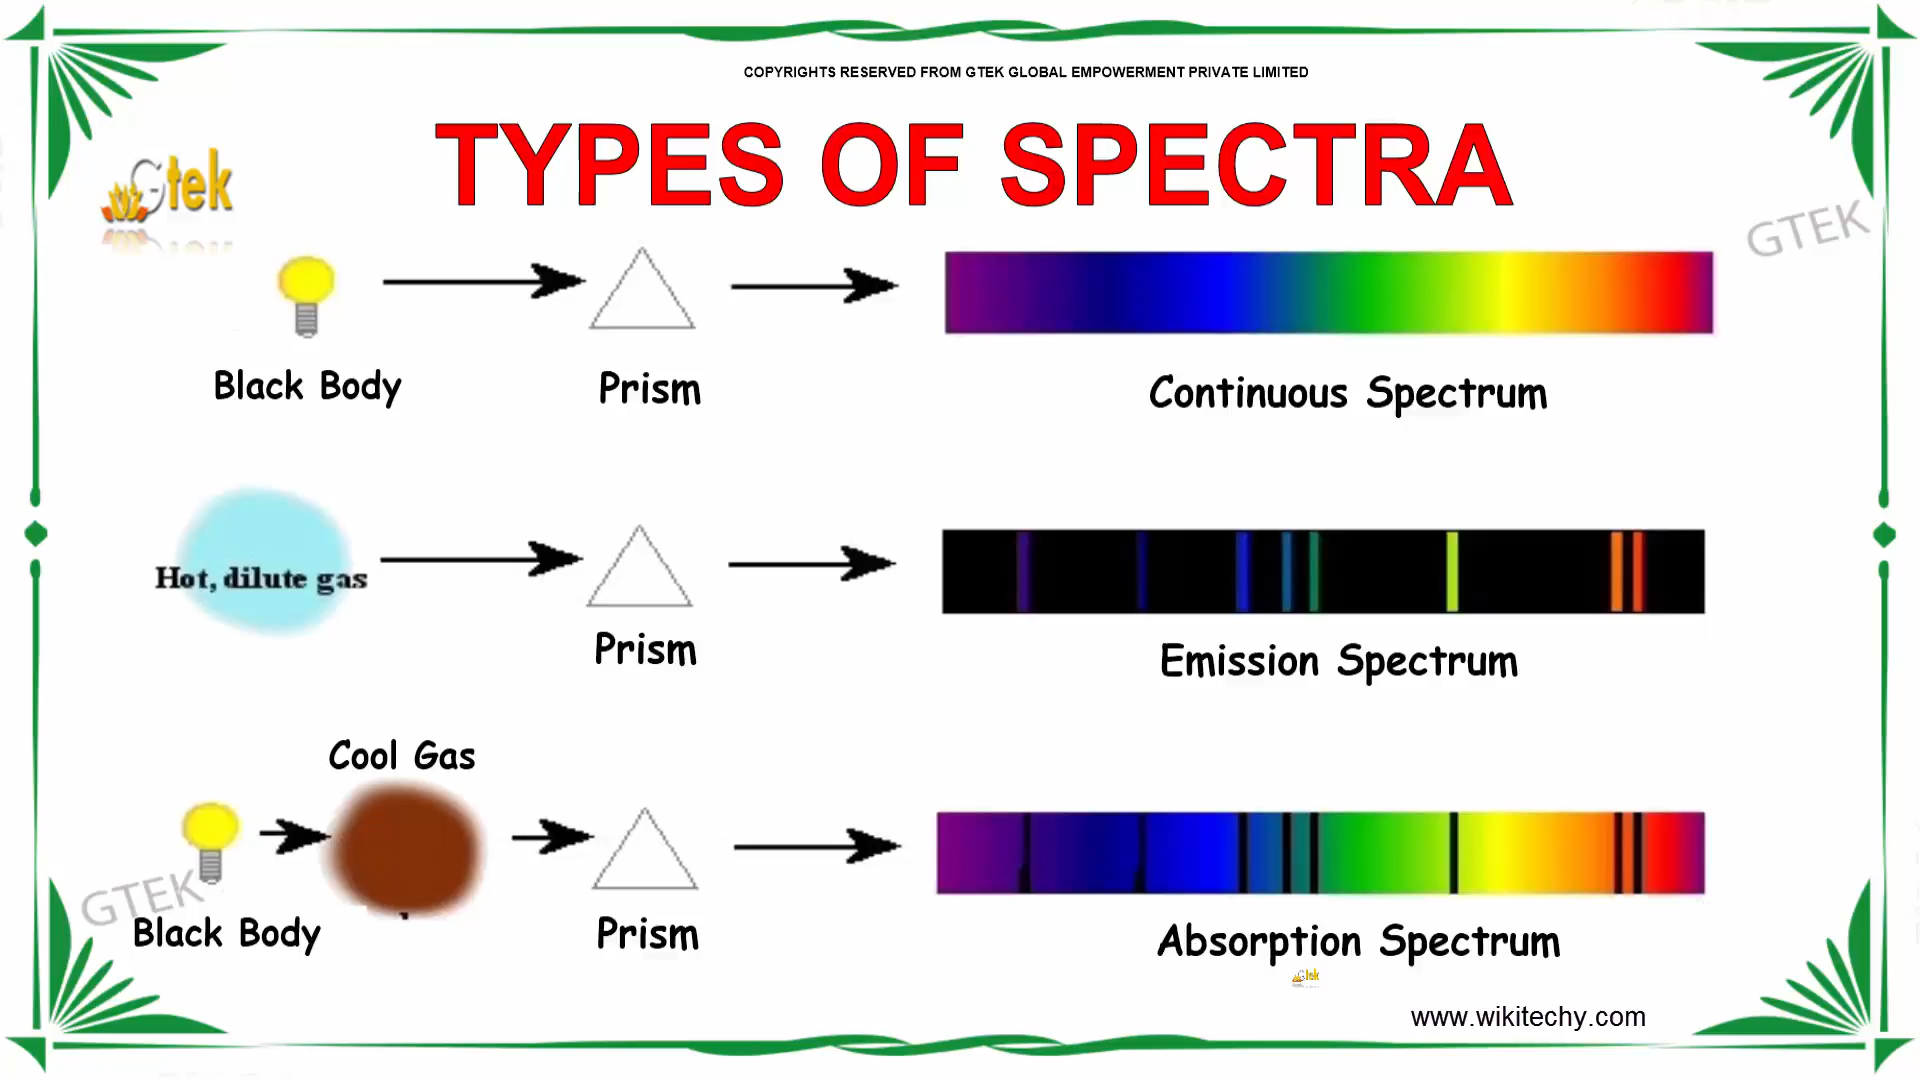 COPYRIGHTS RESERVED FROM GTEK GLOBAL EMPOWERMENT PRIVATE LIMITED
TYPES OF SPECTRA
Gtek
GTEK
Black Body
Prism
Continuous Spectrum
Hot, dilute gas
Prism
Emission Spectrum
Cool Gas
GTEK
Black Body
Prism
Absorption Spectrum
Gtek
www.wikitechy.com